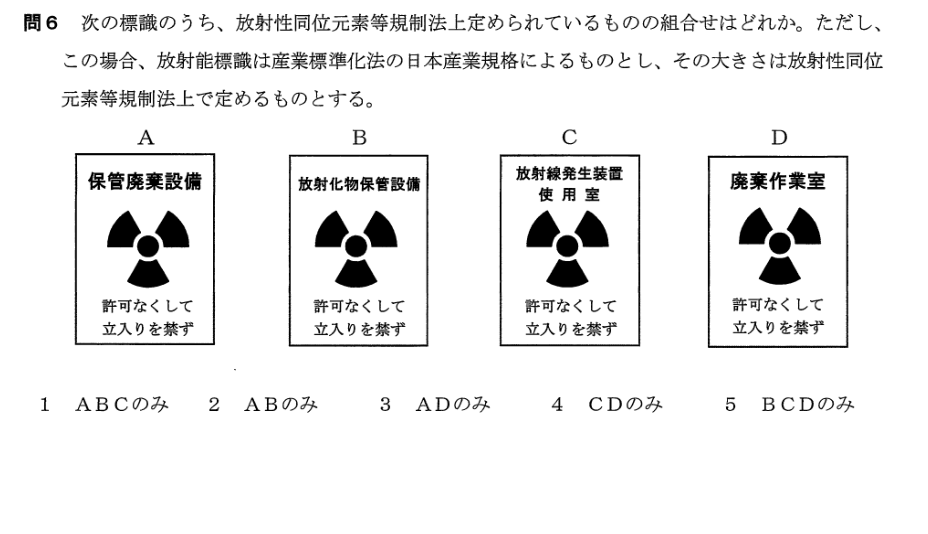 問６　次の標識のうち、放射性同位元素等規制法上定められているものの組合せはどれか。ただし、
この場合、放射能標識は産業標準化法の日本産業規格によるものとし、その大きさは放射性同位
元素等規制法上で定めるものとする。
A　B　C　D
保管廃棄設備
許可なくして
立入りを禁ず
放射化物保管設備
許可なくして
立入りを禁ず
放射線発生装置
使 用 室
許可なくして
立入りを禁ず
廃棄作業室
許可なくして
立入りを禁ず
1　ＡＢＣのみ　2　ＡＢのみ　3　ＡＤのみ　4　ＣＤのみ　5　ＢＣＤのみ